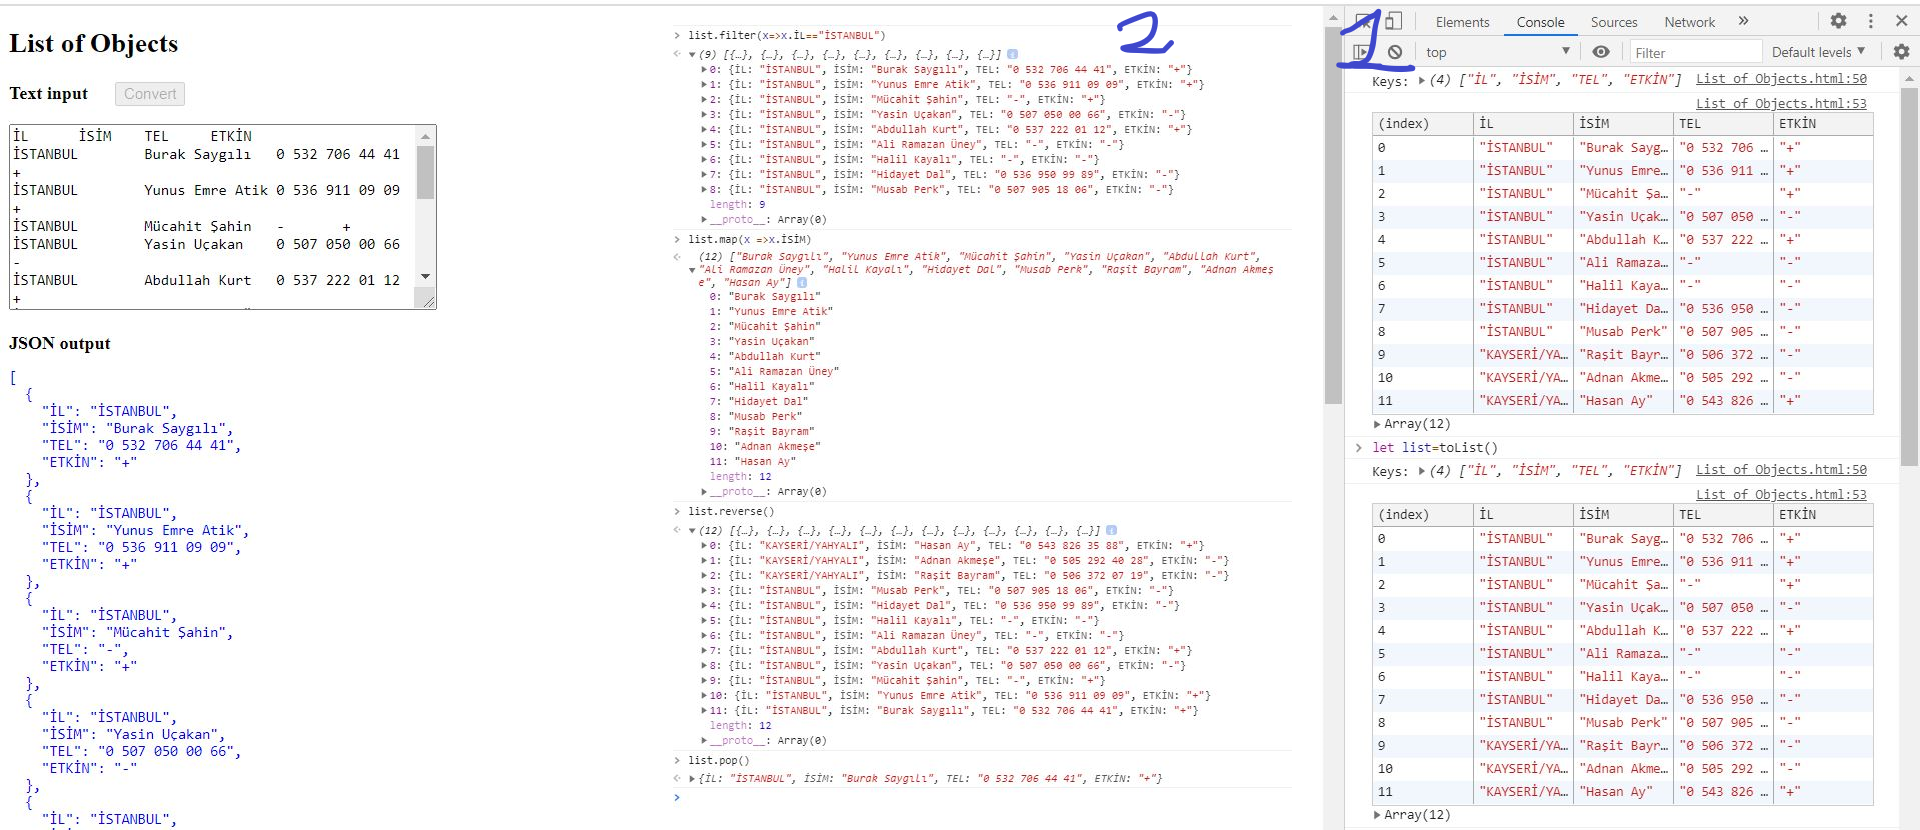 List of Objects
Text input Convert
İL İSİM TEL ETKİN
İSTANBUL Burak Saygılı 0 532 706 44 41
+
İSTANBUL Yunus Emre Atik 0 536 911 09 09
+
İSTANBUL Mücahit Şahin - +
İSTANBUL Yasin Uçakan 0 507 050 00 66
-
İSTANBUL Abdullah Kurt 0 537 222 01 12
+
JSON output
[
{
"İL": "İSTANBUL",
"İSİM": "Burak Saygılı",
"TEL": "0 532 706 44 41",
"ETKİN": "+"
},
{
"İL": "İSTANBUL",
"İSİM": "Yunus Emre Atik",
"TEL": "0 536 911 09 09",
"ETKİN": "+"
},
{
"İL": "İSTANBUL",
"İSİM": "Mücahit Şahin",
"TEL": "-",
"ETKİN": "+"
},
{
"İL": "İSTANBUL",
"İSİM": "Yasin Uçakan",
"TEL": "0 507 050 00 66",
"ETKİN": "-"
},
{
"İL": "İSTANBUL",
2
> list.filter(x=>x.İL=="İSTANBUL")
(9) [{…}, {…}, {…}, {…}, {…}, {…}, {…}, {…}, {…}]
0: {İL: "İSTANBUL", İSİM: "Burak Saygılı", TEL: "0 532 706 44 41", ETKİN: "+"}
1: {İL: "İSTANBUL", İSİM: "Yunus Emre Atik", TEL: "0 536 911 09 09", ETKİN: "+"}
2: {İL: "İSTANBUL", İSİM: "Mücahit Şahin", TEL: "-", ETKİN: "+"}
3: {İL: "İSTANBUL", İSİM: "Yasin Uçakan", TEL: "0 507 050 00 66", ETKİN: "-"}
4: {İL: "İSTANBUL", İSİM: "Abdullah Kurt", TEL: "0 537 222 01 12", ETKİN: "+"}
5: {İL: "İSTANBUL", İSİM: "Ali Ramazan Üney", TEL: "-", ETKİN: "-"}
6: {İL: "İSTANBUL", İSİM: "Halil Kayalı", TEL: "-", ETKİN: "-"}
7: {İL: "İSTANBUL", İSİM: "Hidayet Dal", TEL: "0 536 950 99 89", ETKİN: "-"}
8: {İL: "İSTANBUL", İSİM: "Musab Perk", TEL: "0 507 905 18 06", ETKİN: "-"}
length: 9
__proto__: Array(0)
> list.map(x =>x.İSİM)
(12) ["Burak Saygılı", "Yunus Emre Atik", "Mücahit Şahin", "Yasin Uçakan", "Abdullah Kurt",
"Ali Ramazan Üney", "Halil Kayalı", "Hidayet Dal", "Musab Perk", "Raşit Bayram", "Adnan Akmeş
e", "Hasan Ay"]
0: "Burak Saygılı"
1: "Yunus Emre Atik"
2: "Mücahit Şahin"
3: "Yasin Uçakan"
4: "Abdullah Kurt"
5: "Ali Ramazan Üney"
6: "Halil Kayalı"
7: "Hidayet Dal"
8: "Musab Perk"
9: "Raşit Bayram"
10: "Adnan Akmeşe"
11: "Hasan Ay"
length: 12
__proto__: Array(0)
> list.reverse()
(12) [{…}, {…}, {…}, {…}, {…}, {…}, {…}, {…}, {…}, {…}, {…}, {…}]
0: {İL: "KAYSERİ/YAHYALI", İSİM: "Hasan Ay", TEL: "0 543 826 35 88", ETKİN: "+"}
1: {İL: "KAYSERİ/YAHYALI", İSİM: "Adnan Akmeşe", TEL: "0 505 292 40 28", ETKİN: "-"}
2: {İL: "KAYSERİ/YAHYALI", İSİM: "Raşit Bayram", TEL: "0 506 372 07 19", ETKİN: "-"}
3: {İL: "İSTANBUL", İSİM: "Musab Perk", TEL: "0 507 905 18 06", ETKİN: "-"}
4: {İL: "İSTANBUL", İSİM: "Hidayet Dal", TEL: "0 536 950 99 89", ETKİN: "-"}
5: {İL: "İSTANBUL", İSİM: "Halil Kayalı", TEL: "-", ETKİN: "-"}
6: {İL: "İSTANBUL", İSİM: "Ali Ramazan Üney", TEL: "-", ETKİN: "-"}
7: {İL: "İSTANBUL", İSİM: "Abdullah Kurt", TEL: "0 537 222 01 12", ETKİN: "+"}
8: {İL: "İSTANBUL", İSİM: "Yasin Uçakan", TEL: "0 507 050 00 66", ETKİN: "-"}
9: {İL: "İSTANBUL", İSİM: "Mücahit Şahin", TEL: "-", ETKİN: "+"}
10: {İL: "İSTANBUL", İSİM: "Yunus Emre Atik", TEL: "0 536 911 09 09", ETKİN: "+"}
11: {İL: "İSTANBUL", İSİM: "Burak Saygılı", TEL: "0 532 706 44 41", ETKİN: "+"}
length: 12
__proto__: Array(0)
> list.pop()
{İL: "İSTANBUL", İSİM: "Burak Saygılı", TEL: "0 532 706 44 41", ETKİN: "+"}
>
1
Elements Console Sources Network »
top Filter Default levels
Keys: (4) ["İL", "İSİM", "TEL", "ETKİN"] List of Objects.html:50
List of Objects.html:53
(index) İL İSİM TEL ETKİN
0 "İSTANBUL" "Burak Sayg… "0 532 706 … "+"
1 "İSTANBUL" "Yunus Emre… "0 536 911 … "+"
2 "İSTANBUL" "Mücahit Şa… "-" "+"
3 "İSTANBUL" "Yasin Uçak… "0 507 050 … "-"
4 "İSTANBUL" "Abdullah K… "0 537 222 … "+"
5 "İSTANBUL" "Ali Ramaza… "-" "-"
6 "İSTANBUL" "Halil Kaya… "-" "-"
7 "İSTANBUL" "Hidayet Da… "0 536 950 … "-"
8 "İSTANBUL" "Musab Perk" "0 507 905 … "-"
9 "KAYSERİ/YA… "Raşit Bayr… "0 506 372 … "-"
10 "KAYSERİ/YA… "Adnan Akme… "0 505 292 … "-"
11 "KAYSERİ/YA… "Hasan Ay" "0 543 826 … "+"
Array(12)
> let list=toList()
Keys: (4) ["İL", "İSİM", "TEL", "ETKİN"] List of Objects.html:50
List of Objects.html:53
(index) İL İSİM TEL ETKİN
0 "İSTANBUL" "Burak Sayg… "0 532 706 … "+"
1 "İSTANBUL" "Yunus Emre… "0 536 911 … "+"
2 "İSTANBUL" "Mücahit Şa… "-" "+"
3 "İSTANBUL" "Yasin Uçak… "0 507 050 … "-"
4 "İSTANBUL" "Abdullah K… "0 537 222 … "+"
5 "İSTANBUL" "Ali Ramaza… "-" "-"
6 "İSTANBUL" "Halil Kaya… "-" "-"
7 "İSTANBUL" "Hidayet Da… "0 536 950 … "-"
8 "İSTANBUL" "Musab Perk" "0 507 905 … "-"
9 "KAYSERİ/YA… "Raşit Bayr… "0 506 372 … "-"
10 "KAYSERİ/YA… "Adnan Akme… "0 505 292 … "-"
11 "KAYSERİ/YA… "Hasan Ay" "0 543 826 … "+"
Array(12)